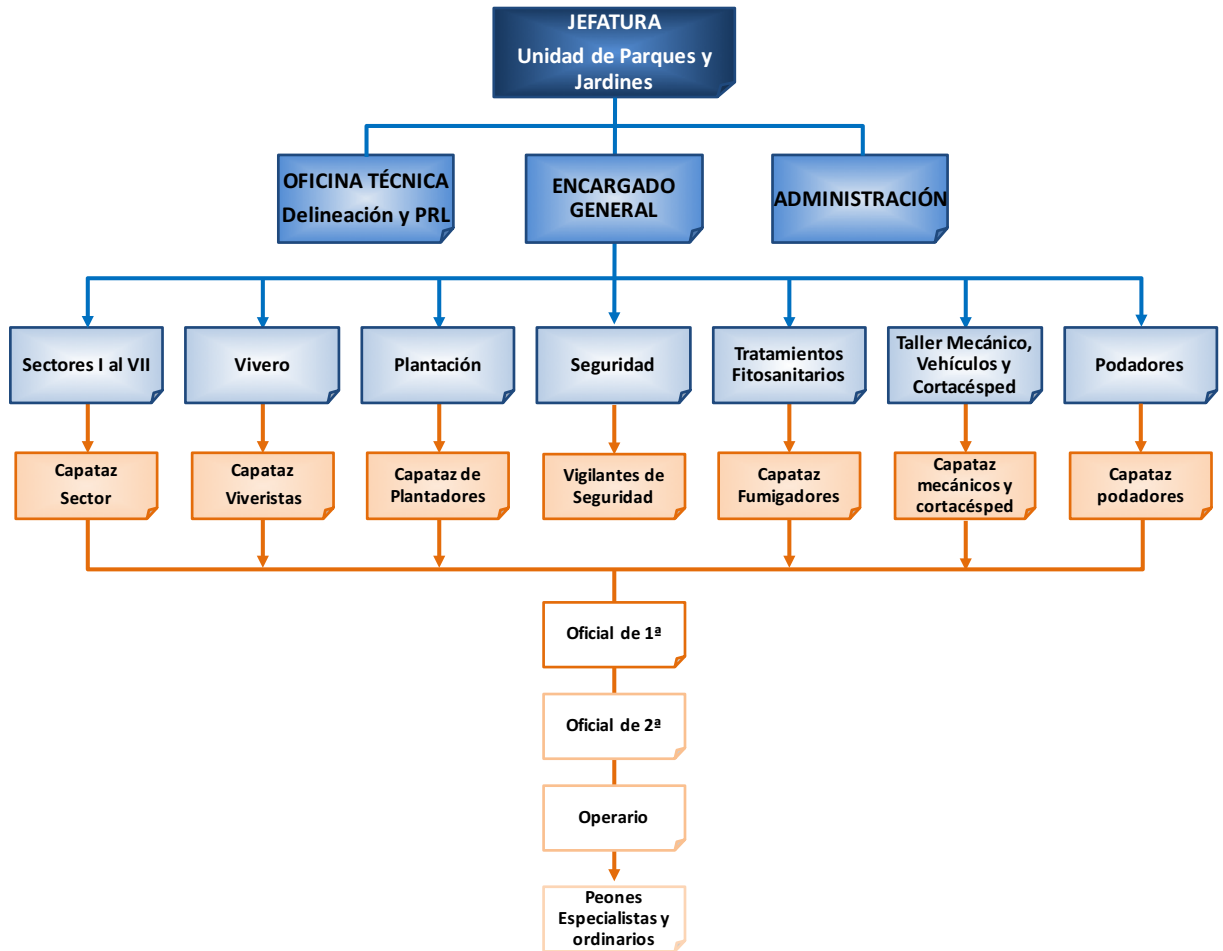 JEFATURA
Unidad de Parques y
Jardines
OFICINA TÉCNICA
Delineación y PRL
ENCARGADO
GENERAL
ADMINISTRACIÓN
Sectores I al VII
Vivero
Plantación
Seguridad
Tratamientos
Fitosanitarios
Taller Mecánico,
Vehículos y
Cortacésped
Podadores
Capataz
Sector
Capataz
Viveristas
Capataz de
Plantadores
Vigilantes de
Seguridad
Capataz
Fumigadores
Capataz
mecánicos y
cortacésped
Capataz
podadores
Oficial de 1ª
Oficial de 2ª
Operario
Peones
Especialistas y
ordinarios